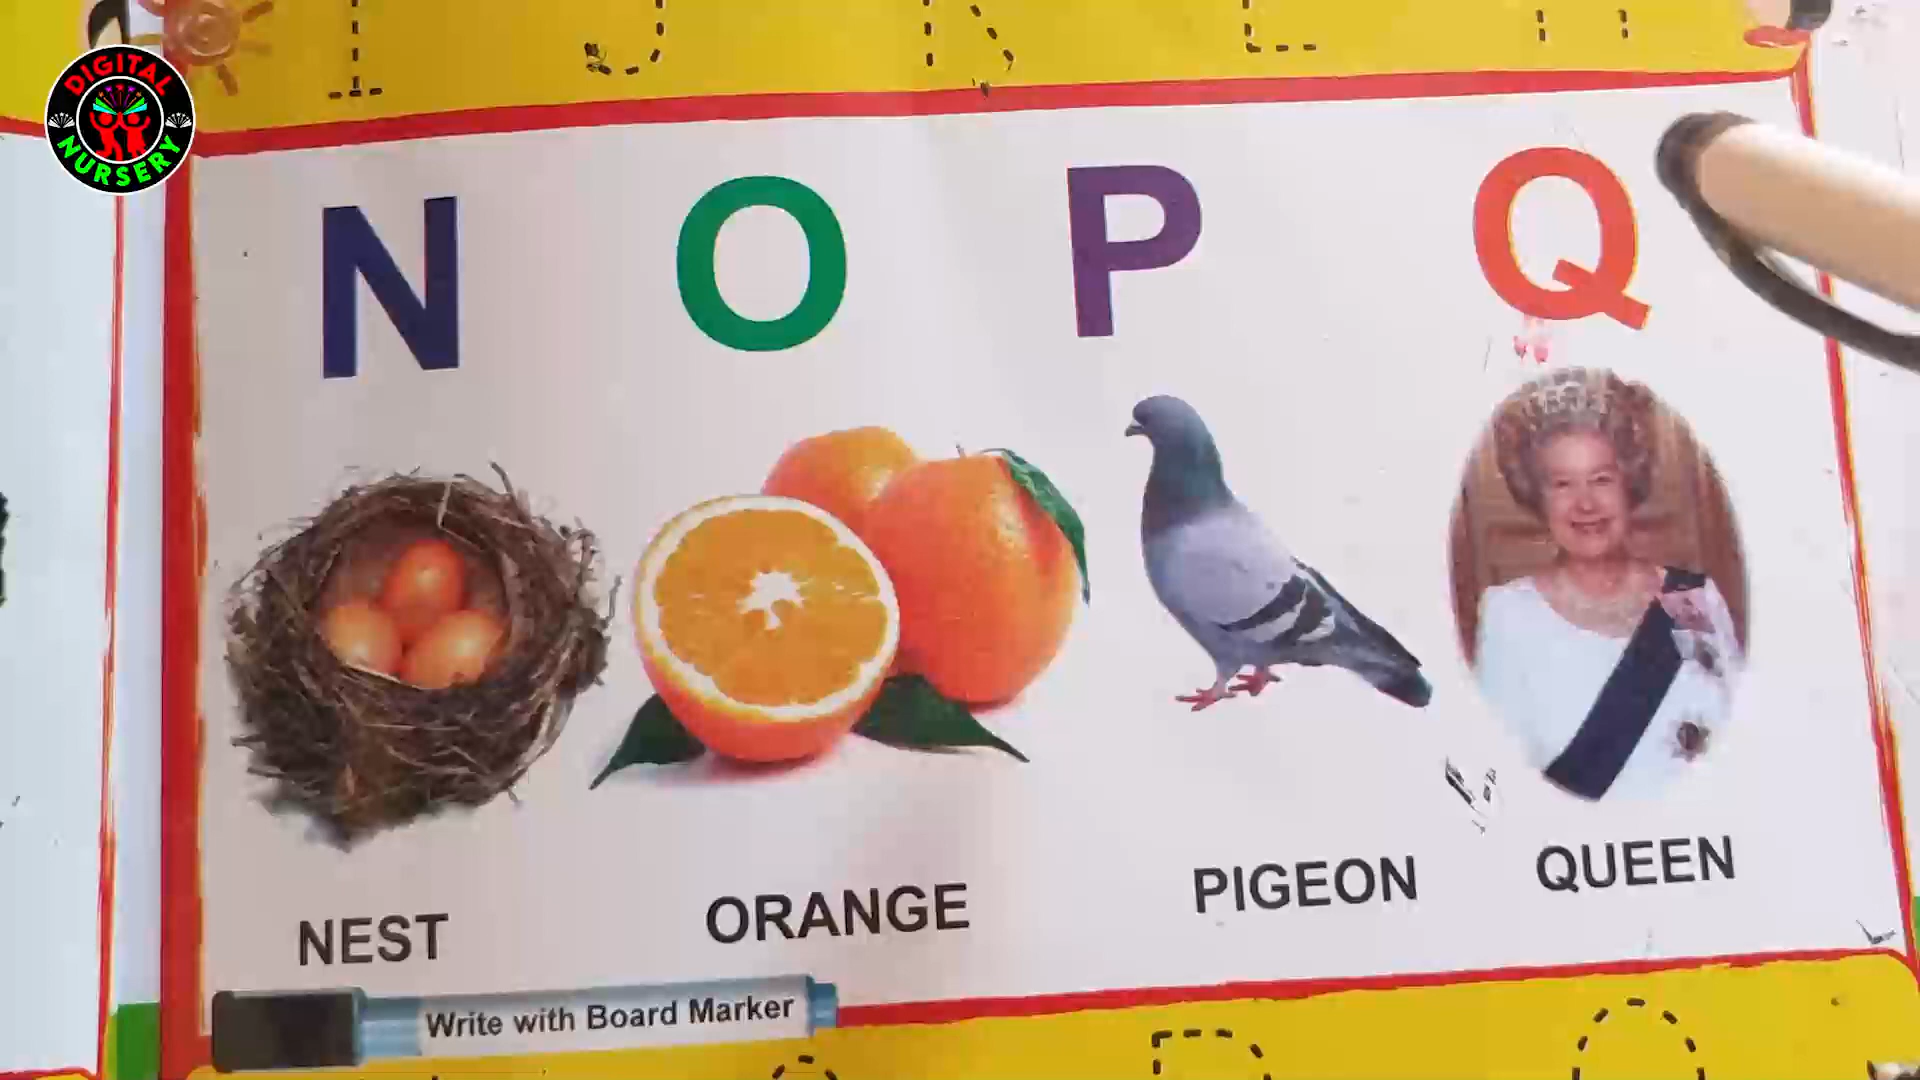 DIGITAL
NURSERY
I J K L M
N O P Q
NEST ORANGE PIGEON QUEEN
Write with Board Marker